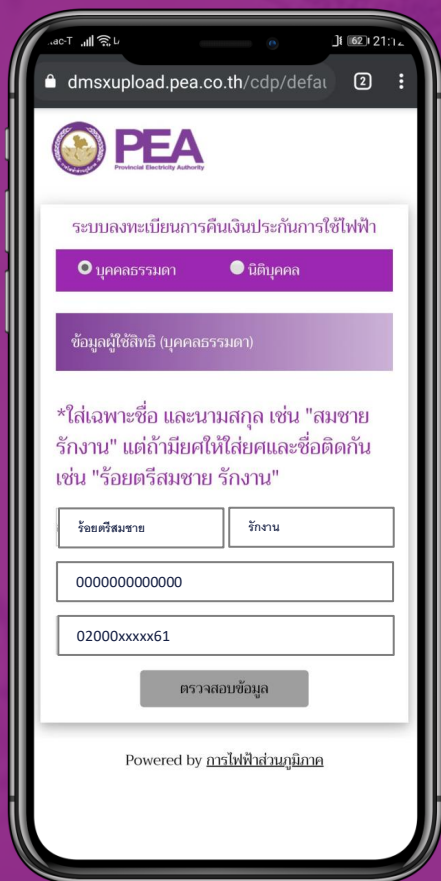 62 21:12
dmsxupload.pea.co.th/cdp/defau 2
PEA
Provincial Electricity Authority
ระบบลงทะเบียนการคืนเงินประกันการใช้ไฟฟ้า
บุคคลธรรมดา นิติบุคคล
ข้อมูลผู้ใช้สิทธิ (บุคคลธรรมดา)
*ใส่เฉพาะชื่อ และนามสกุล เช่น "สมชาย
รักงาน" แต่ถ้ามียศให้ใส่ยศและชื่อติดกัน
เช่น "ร้อยตรีสมชาย รักงาน"
ร้อยตรีสมชาย รักงาน
0000000000000
02000xxxxx61
ตรวจสอบข้อมูล
Powered by การไฟฟ้าส่วนภูมิภาค